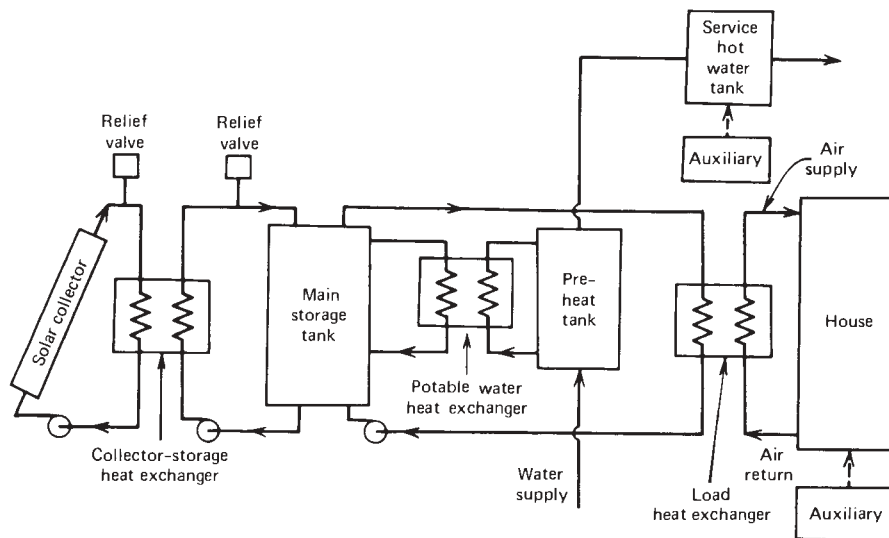 Service
hot
water
tank
Relief
valve
Relief
valve
Auxiliary
Air
supply
Solar collector
Main
storage
tank
Pre-
heat
tank
House
Potable water
heat exchanger
Collector-storage
heat exchanger
Water
supply
Load
heat exchanger
Air
return
Auxiliary